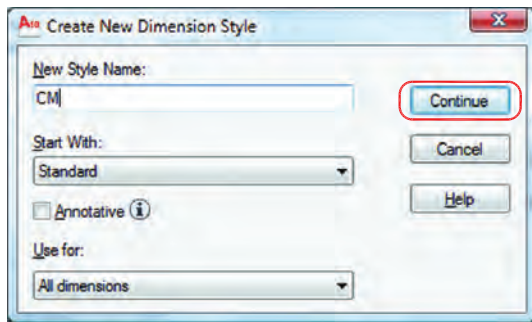 Create New Dimension Style
New Style Name:
CM
Continue
Start With:
Cancel
Standard
Help
Annotative
Use for:
All dimensions